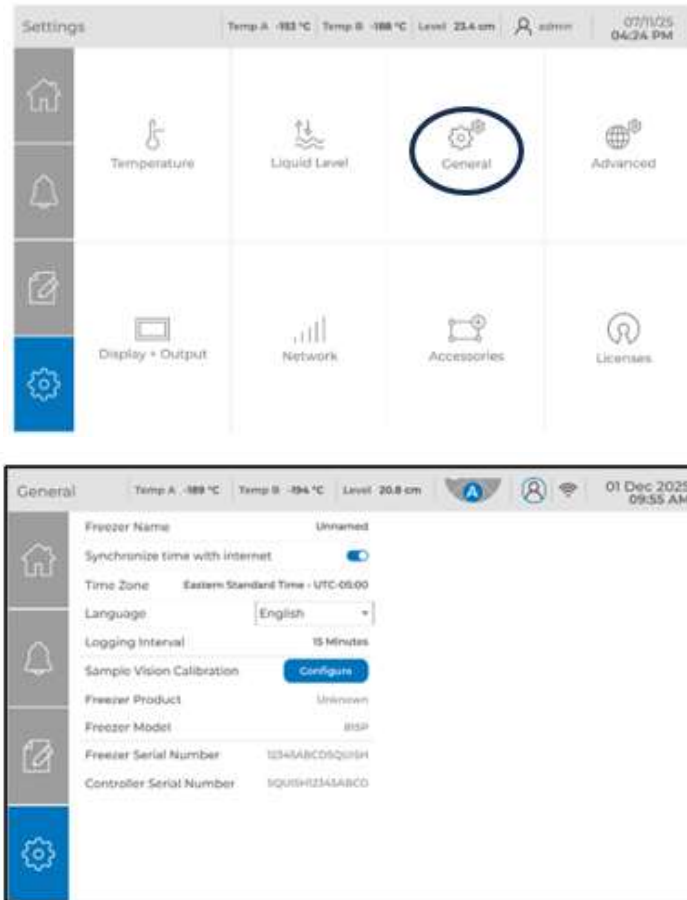 Settings
Temp A -193 °C Temp B -188 °C Level 23.4 cm admin 07/11/25
04:24 PM
Temperature Liquid Level General Advanced
Display + Output Network Accessories Licenses
General Temp A -189 °C Temp B -194 °C Level 20.8 cm A 01 Dec 2025
09:55 AM
Freezer Name Unnamed
Synchronize time with internet
Time Zone Eastern Standard Time - UTC-05:00
Language English
Logging Interval 15 Minutes
Sample Vision Calibration Configure
Freezer Product Unknown
Freezer Model
Freezer Serial Number 12345ABCDSQUISH
Controller Serial Number SQUISH12345ABCD